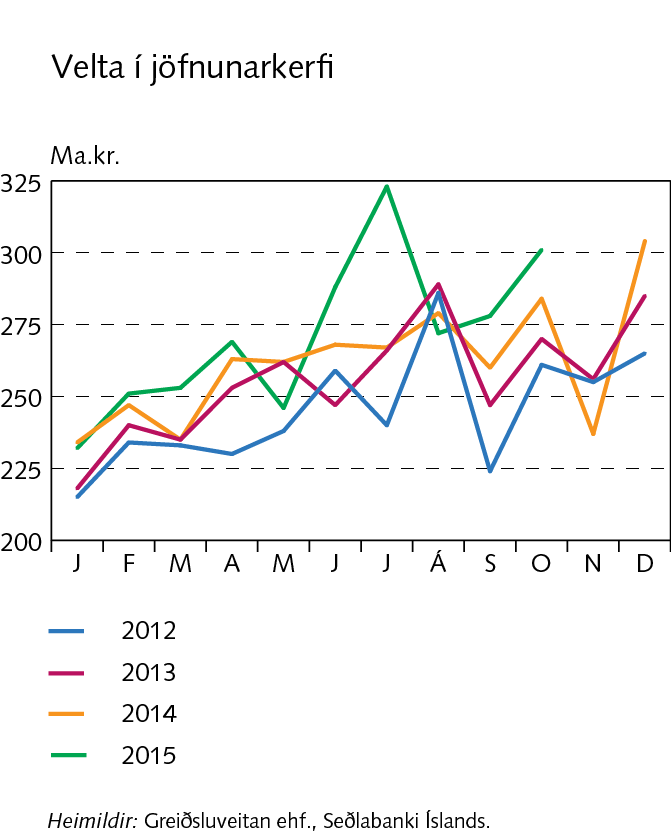 Velta í jöfnunarkerfi
Ma.kr.
325
300
275
250
225
200
J F M A M J J Á S O N D
2012
2013
2014
2015
Heimildir: Greiðsluveitan ehf., Seðlabanki Íslands.